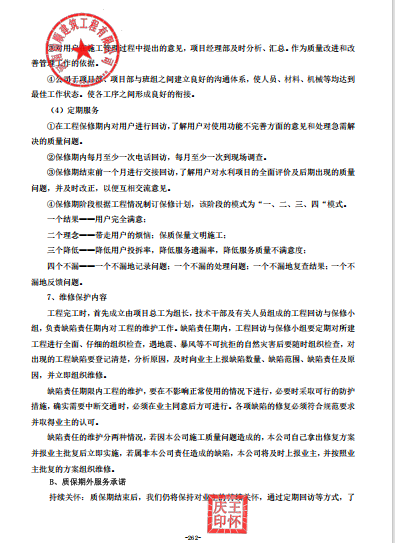 ③对用户在施工管理过程中提出的意见，项目经理部及时分析、汇总。作为质量改进和改
善管理工作的依据。
④公司于项目部、项目部与班组之间建立良好的沟通体系，使人员、材料、机械等均达到
最佳工作状态。使各工序之间形成良好的衔接。
（4）定期服务
①在工程保修期内对用户进行回访，了解用户对使用功能不完善方面的意见和处理急需解
决的质量问题。
②保修期内每月至少一次电话回访，每月至少一次到现场调查。
③保修期结束前一个月进行交接回访，了解用户对水利项目的全面评价及后期出现的质量
问题，并及时改正，以便互相交流意见。
④保修期阶段根据工程情况制订保修计划，该阶段的模式为“一、二、三、四“模式。
一个结果——用户完全满意；
二个理念——带走用户的烦恼；保质保量文明施工；
三个降低——降低用户投诉率，降低服务遗漏率，降低服务质量不满意度；
四个不漏——一个不漏地记录问题；一个不漏的处理问题；一个不漏地复查结果；一个不
漏地反馈问题。
7、维修保护内容
工程完工时，首先成立由项目总工为组长，技术干部及有关人员组成的工程回访与保修小
组，负责缺陷责任期内对工程的维护工作。缺陷责任期内，工程回访与保修小组要定期对所建
工程进行全面、仔细的组织检查，遇地震、暴风等不可抗拒的自然灾害后要随时组织检查，对
出现的工程缺陷要登记清楚，分析原因，及时向业主上报缺陷数量、缺陷范围、缺陷责任及原
因，并立即组织维修。
缺陷责任期限内工程的维护，要在不影响正常使用的情况下进行，必要时采取可行的防护
措施，确实需要中断交通时，必须在业主同意后方可进行。各项缺陷的修复必须符合规范要求
并取得业主的认可。
缺陷责任的维护分两种情况，若因本公司施工质量问题造成的，本公司自己拿出修复方案
并报业主批复后立即实施，若属非本公司责任造成的缺陷，本公司将及时上报业主，并按照业
主批复的方案组织维修。
B、质保期外服务承诺
持续关怀：质保期结束后，我们仍将保持对业主的持续关怀，通过定期回访等方式，了
-262-